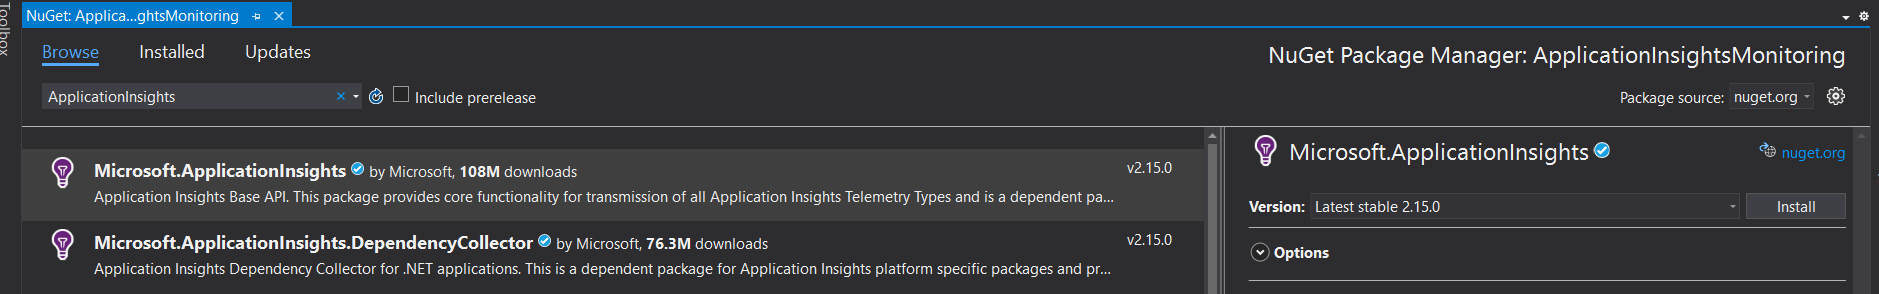 Toolbox
NuGet: Applica...ghtsMonitoring
Browse Installed Updates
NuGet Package Manager: ApplicationInsightsMonitoring
ApplicationInsights
Include prerelease
Package source: nuget.org
Microsoft.ApplicationInsights by Microsoft, 108M downloads
v2.15.0
Application Insights Base API. This package provides core functionality for transmission of all Application Insights Telemetry Types and is a dependent pa...
Microsoft.ApplicationInsights.DependencyCollector by Microsoft, 76.3M downloads
v2.15.0
Application Insights Dependency Collector for .NET applications. This is a dependent package for Application Insights platform specific packages and pr...
Microsoft.ApplicationInsights
nuget.org
Version: Latest stable 2.15.0
Install
Options